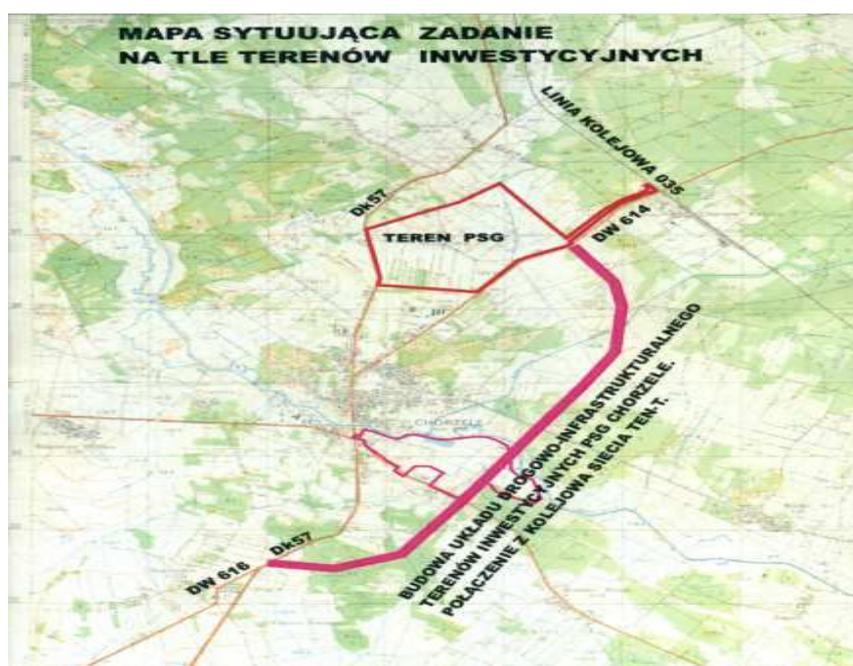 MAPA SYTUUJĄCA ZADANIE
NA TLE TERENÓW INWESTYCYJNYCH
LINIA KOLEJOWA 035
Dk57
TEREN PSG
DW 614
CHORZELE
BUDOWA UKŁADU DROGOWO-INFRASTRUKTURALNEGO
TERENÓW INWESTYCYJNYCH PSG CHORZELE.
POŁĄCZENIE Z KOLEJOWĄ SIECIĄ TEN-T.
Dk57
DW 616